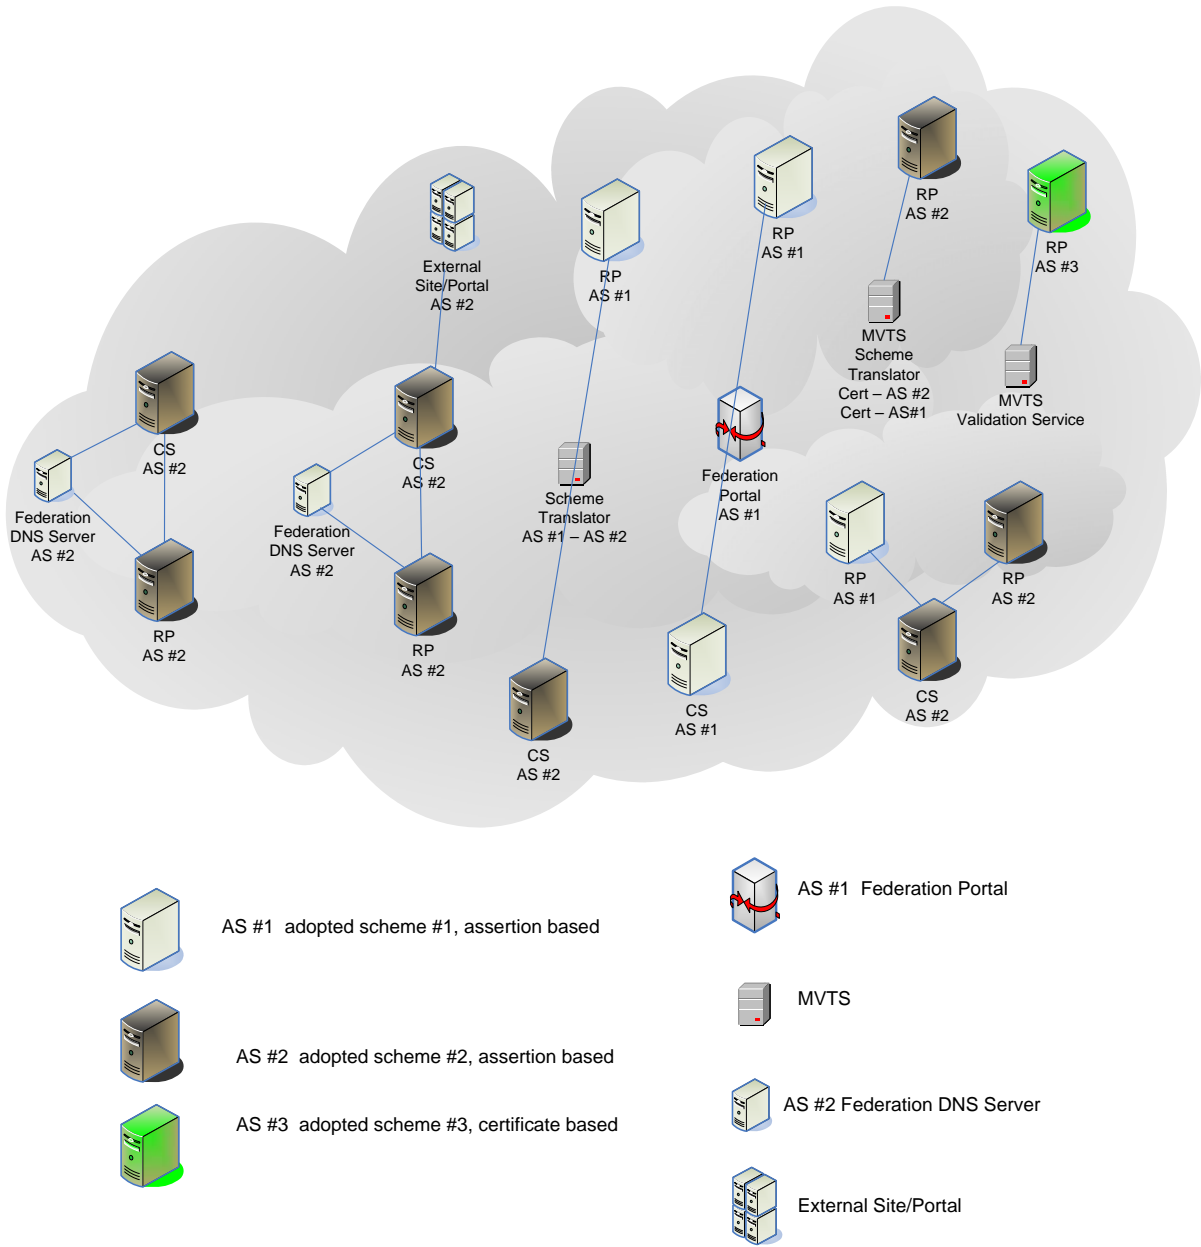 RP
AS #2
RP
AS #1
RP
AS #3
External
Site/Portal
AS #2
RP
AS #1
MVTS
Scheme
Translator
Cert – AS #2
Cert – AS#1
MVTS
Validation Service
CS
AS #2
CS
AS #2
Federation
DNS Server
AS #2
Federation
DNS Server
AS #2
Scheme
Translator
AS #1 – AS #2
Federation
Portal
AS #1
RP
AS #1
RP
AS #2
RP
AS #2
RP
AS #2
CS
AS #2
CS
AS #1
CS
AS #2
AS #1  adopted scheme #1, assertion based
AS #2  adopted scheme #2, assertion based
AS #3  adopted scheme #3, certificate based
AS #1  Federation Portal
MVTS
AS #2 Federation DNS Server
External Site/Portal